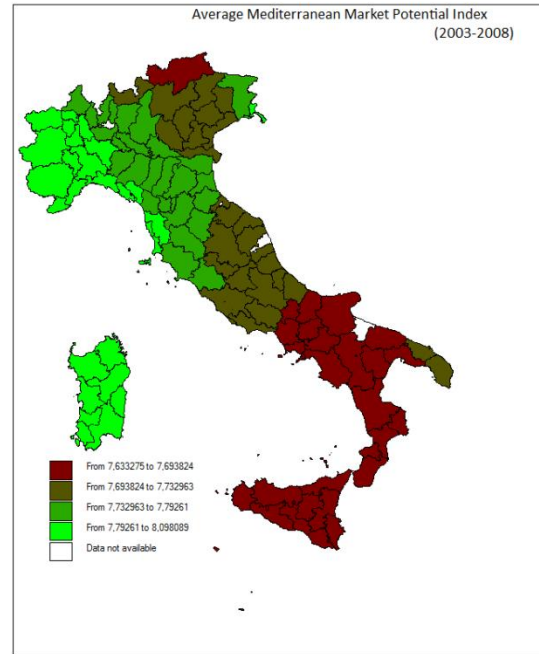 Average Mediterranean Market Potential Index
(2003-2008)
From 7,633275 to 7,693824
From 7,693824 to 7,732963
From 7,732963 to 7,79261
From 7,79261 to 8,098089
Data not available